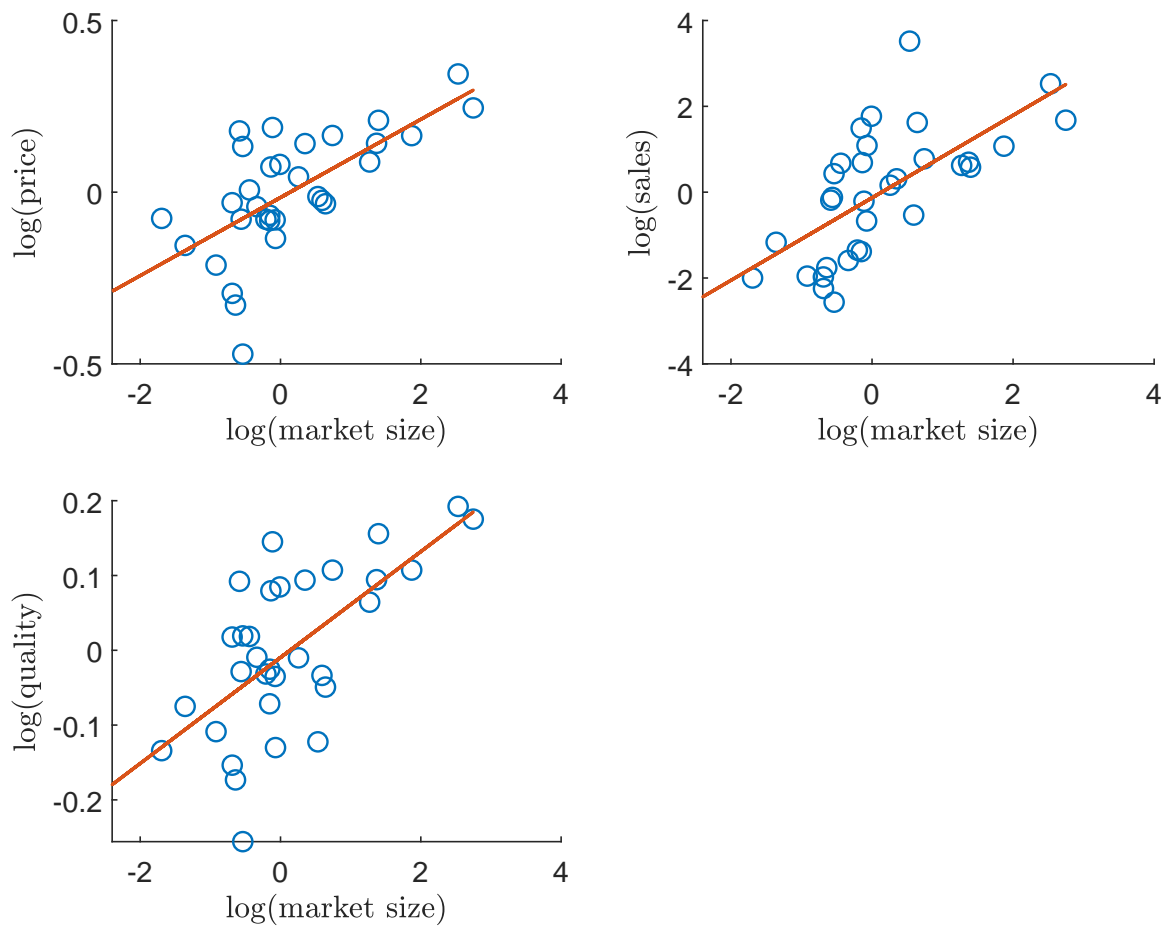 0.5
0
-0.5
log(price)
-2 0 2 4
log(market size)
4
2
0
-2
-4
log(sales)
-2 0 2 4
log(market size)
0.2
0.1
0
-0.1
-0.2
log(quality)
-2 0 2 4
log(market size)